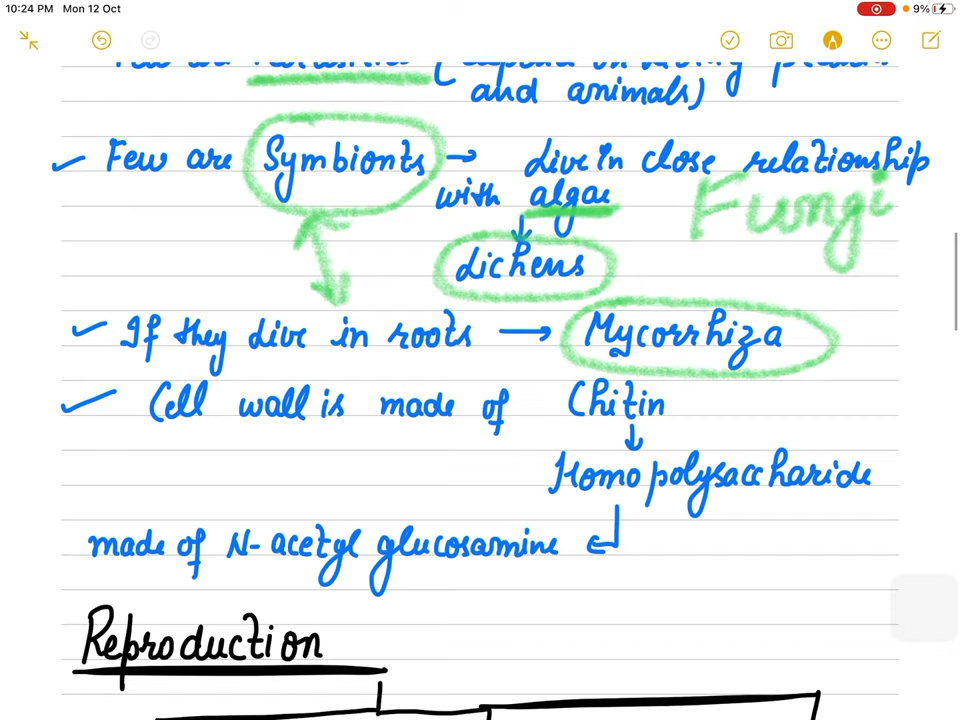 10:24 PM Mon 12 Oct 9%
and animals)
✓ Few are Symbionts → Live in close relationship
with algae
Fungi
↓
Lichens
✓ If they live in roots → Mycorrhiza
✓ Cell wall is made of Chitin
↓
Homopolysaccharide
made of N-acetyl glucosamine ↵
Reproduction